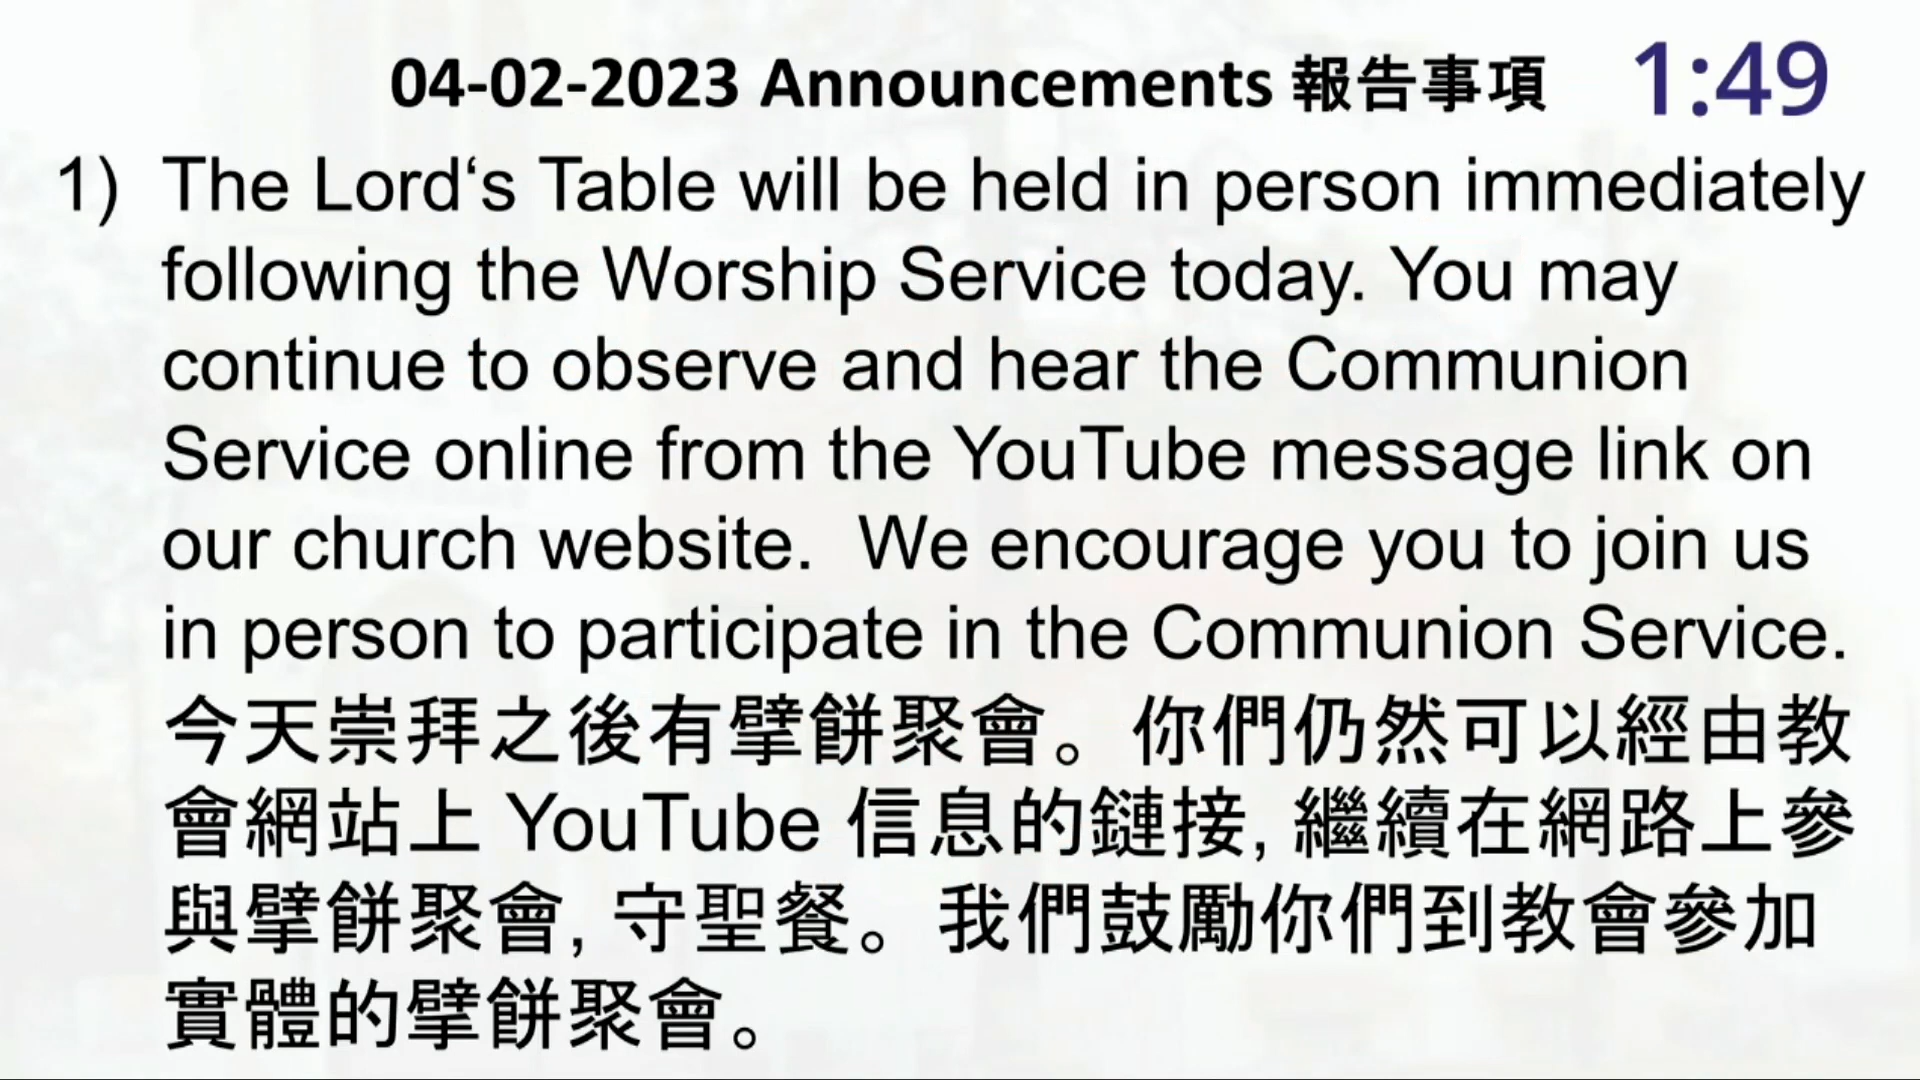 04-02-2023 Announcements 報告事項 1:49
1) The Lord‘s Table will be held in person immediately
following the Worship Service today. You may
continue to observe and hear the Communion
Service online from the YouTube message link on
our church website.  We encourage you to join us
in person to participate in the Communion Service.
今天崇拜之後有擘餅聚會。你們仍然可以經由教
會網站上 YouTube 信息的鏈接, 繼續在網路上參
與擘餅聚會, 守聖餐。我們鼓勵你們到教會參加
實體的擘餅聚會。